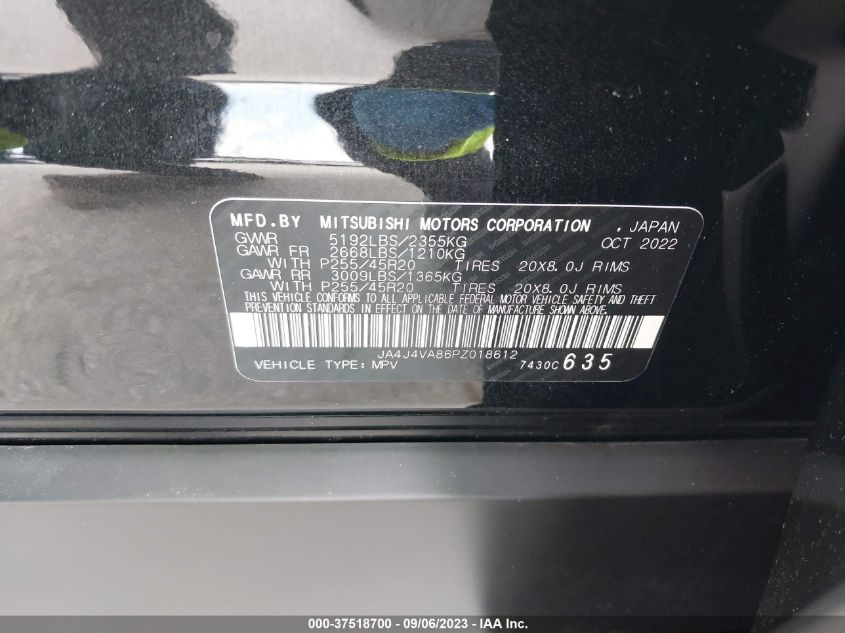 MFD.BY MITSUBISHI MOTORS CORPORATION , JAPAN
GVWR 5192LBS/2355KG OCT 2022
GAWR FR 2668LBS/1210KG
WITH P255/45R20 TIRES 20X8.0J RIMS
GAWR RR 3009LBS/1365KG
WITH P255/45R20 TIRES 20X8.0J RIMS
THIS VEHICLE CONFORMS TO ALL APPLICABLE FEDERAL MOTOR VEHICLE SAFETY AND THEFT
PREVENTION STANDARDS IN EFFECT ON THE DATE OF MANUFACTURE SHOWN ABOVE.
JA4J4VA86PZ018612
VEHICLE TYPE: MPV 7430C 635
000-37518700 - 09/06/2023 - IAA Inc.